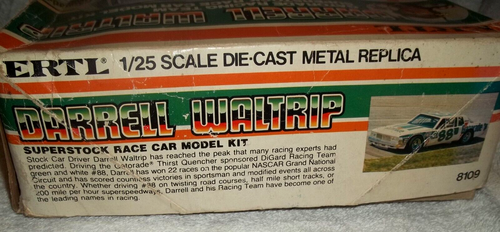 ERTL® 1/25 SCALE DIE-CAST METAL REPLICA
DARRELL WALTRIP
SUPERSTOCK RACE CAR MODEL KIT
Stock Car Driver Darrell Waltrip has reached the peak that many racing experts had
predicted. Driving the Gatorade® Thirst Quencher sponsored DiGard Racing Team
green and white #88, Darrell has won 22 races on the popular NASCAR Grand National
Circuit and has scored countless victories in sportsman and modified events all across
the country. Whether driving #88 on twisting road courses, half mile short tracks, or
200 mile per hour superspeedways, Darrell and his Racing Team have become one of
the leading names in racing.
88
8109